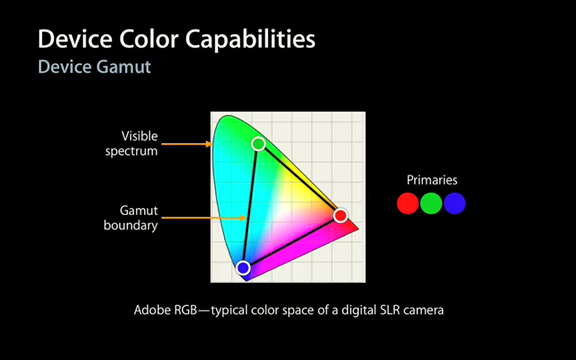 Device Color Capabilities
Device Gamut
Visible
spectrum
Gamut
boundary
Primaries
Adobe RGB—typical color space of a digital SLR camera